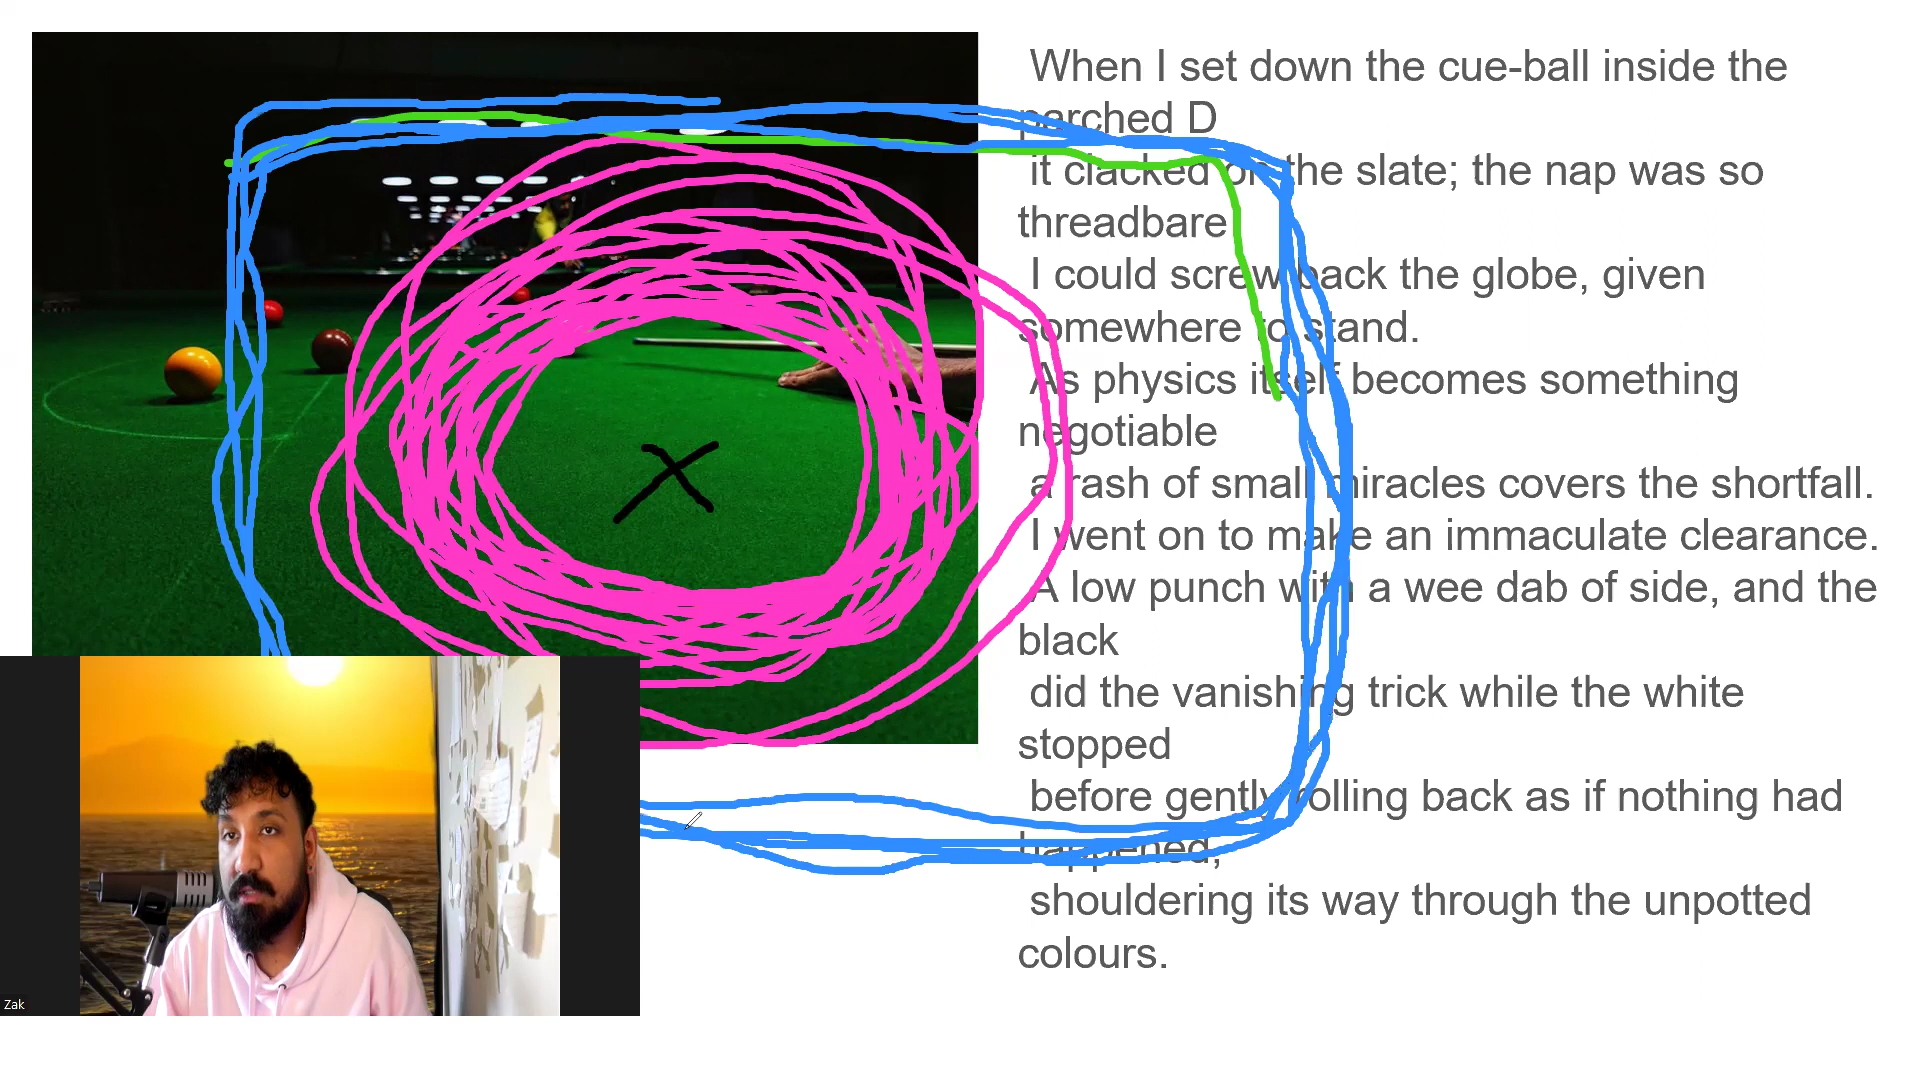 When I set down the cue-ball inside the
parched D
it clacked on the slate; the nap was so
threadbare
I could screw back the globe, given
somewhere to stand.
As physics itself becomes something
negotiable
a rash of small miracles covers the shortfall.
I went on to make an immaculate clearance.
A low punch with a wee dab of side, and the
black
did the vanishing trick while the white
stopped
before gently rolling back as if nothing had
happened,
shouldering its way through the unpotted
colours.
Zak